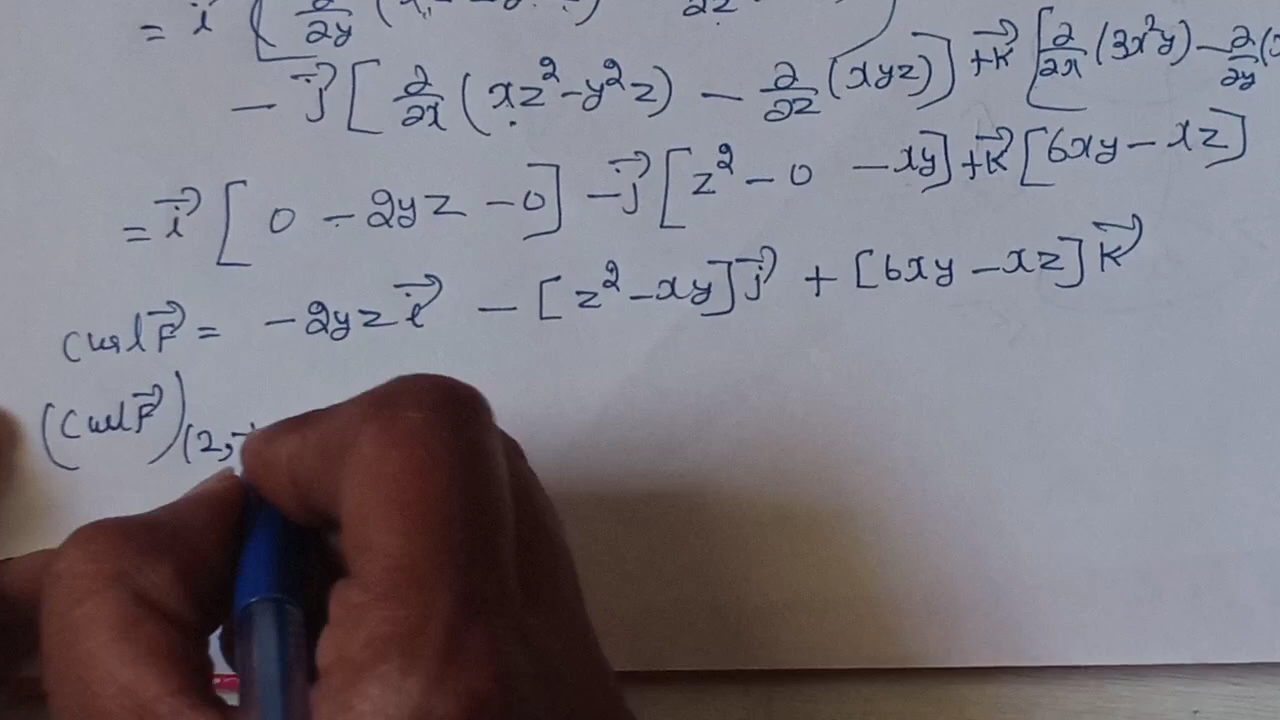 = i⃗ [ ∂/∂y ( ∂z
− j⃗ [ ∂/∂x (xz² − y²z) − ∂/∂z (xyz) ] + k⃗ [ ∂/∂x (3x²y) − ∂/∂y (
= i⃗ [ 0 − 2yz − 0 ] − j⃗ [ z² − 0 − xy ] + k⃗ [ 6xy − xz ]
curl F⃗ = − 2yz i⃗ − [ z² − xy ] j⃗ + [ 6xy − xz ] k⃗
(curl F⃗)(2, −